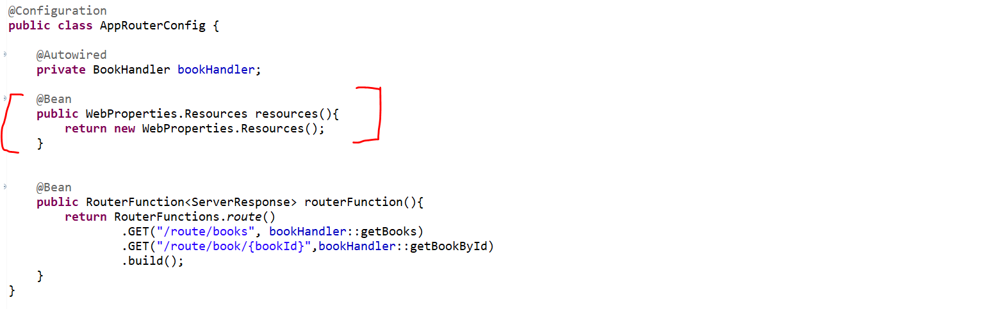 @Configuration
public class AppRouterConfig {
@Autowired
private BookHandler bookHandler;
@Bean
public WebProperties.Resources resources(){
return new WebProperties.Resources();
}
@Bean
public RouterFunction<ServerResponse> routerFunction(){
return RouterFunctions.route()
.GET("/route/books", bookHandler::getBooks)
.GET("/route/book/{bookId}",bookHandler::getBookById)
.build();
}
}